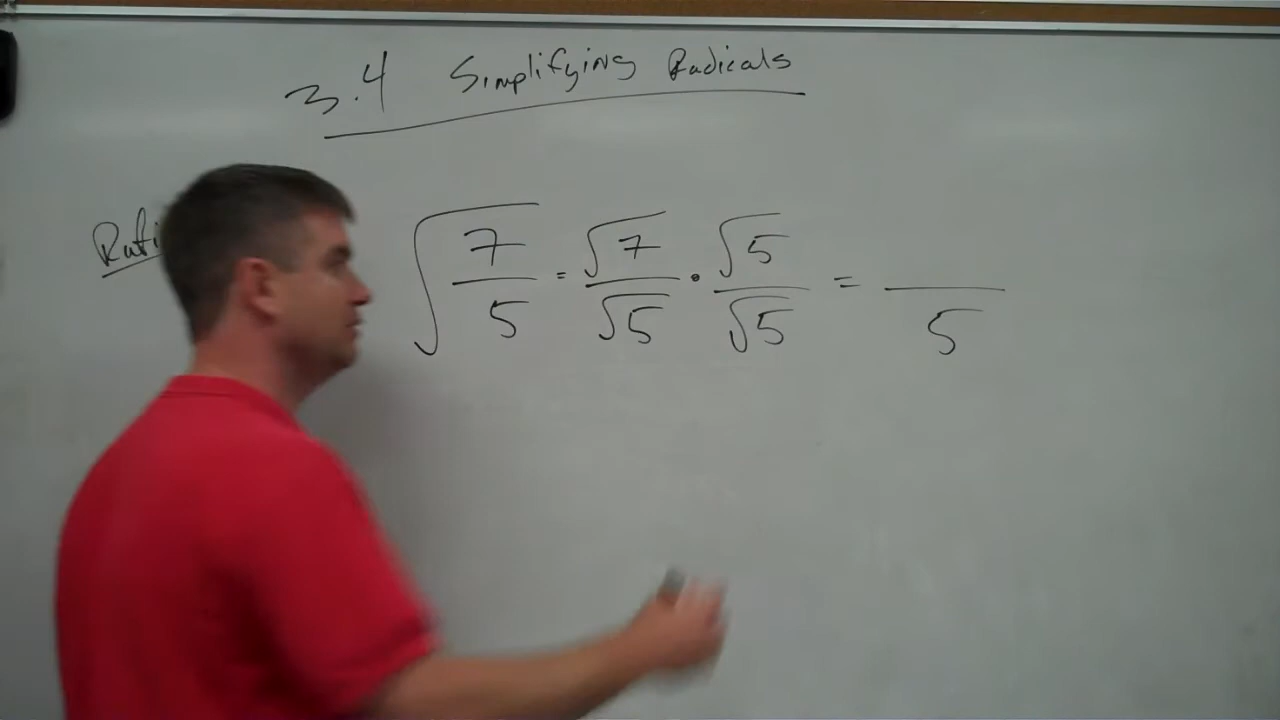 3.4 Simplifying Radicals
√(7/5) = √7/√5 · √5/√5 = /5